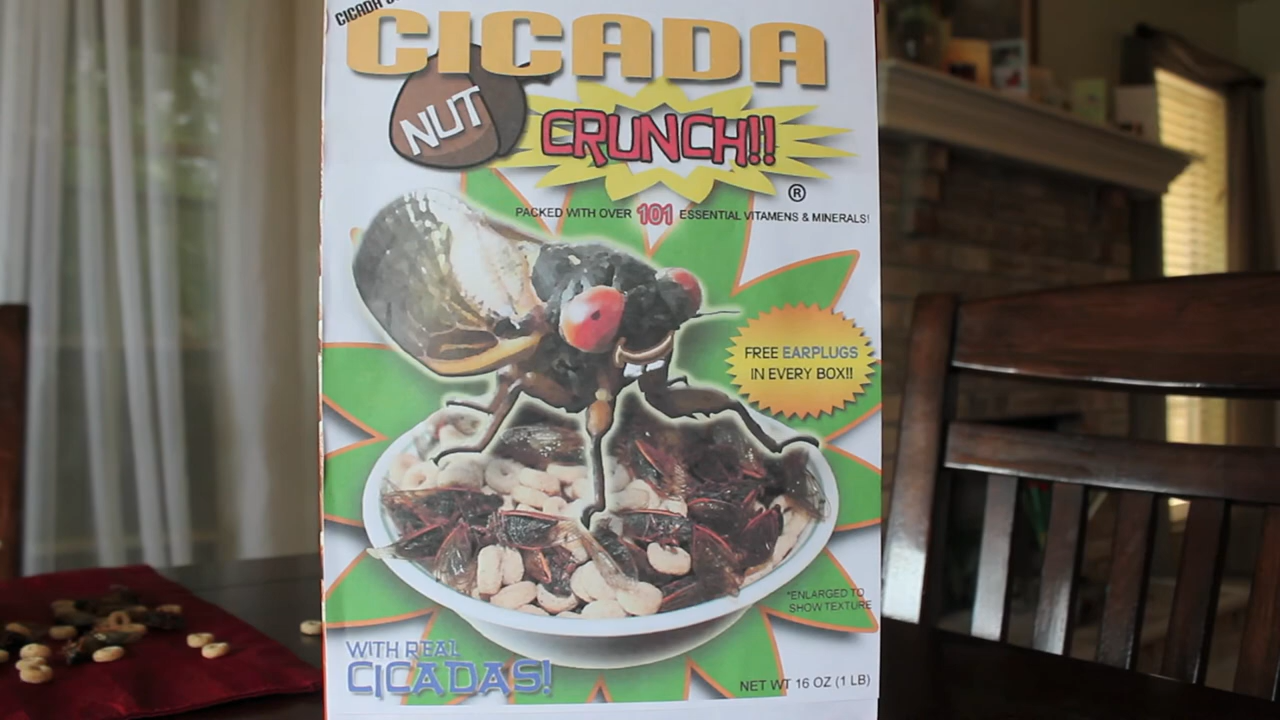 CICADA
CICADA
NUT
CRUNCH!!
®
PACKED WITH OVER 101 ESSENTIAL VITAMENS & MINERALS!
FREE EARPLUGS
IN EVERY BOX!!
*ENLARGED TO
SHOW TEXTURE
WITH REAL
CICADAS!
NET WT 16 OZ (1 LB)